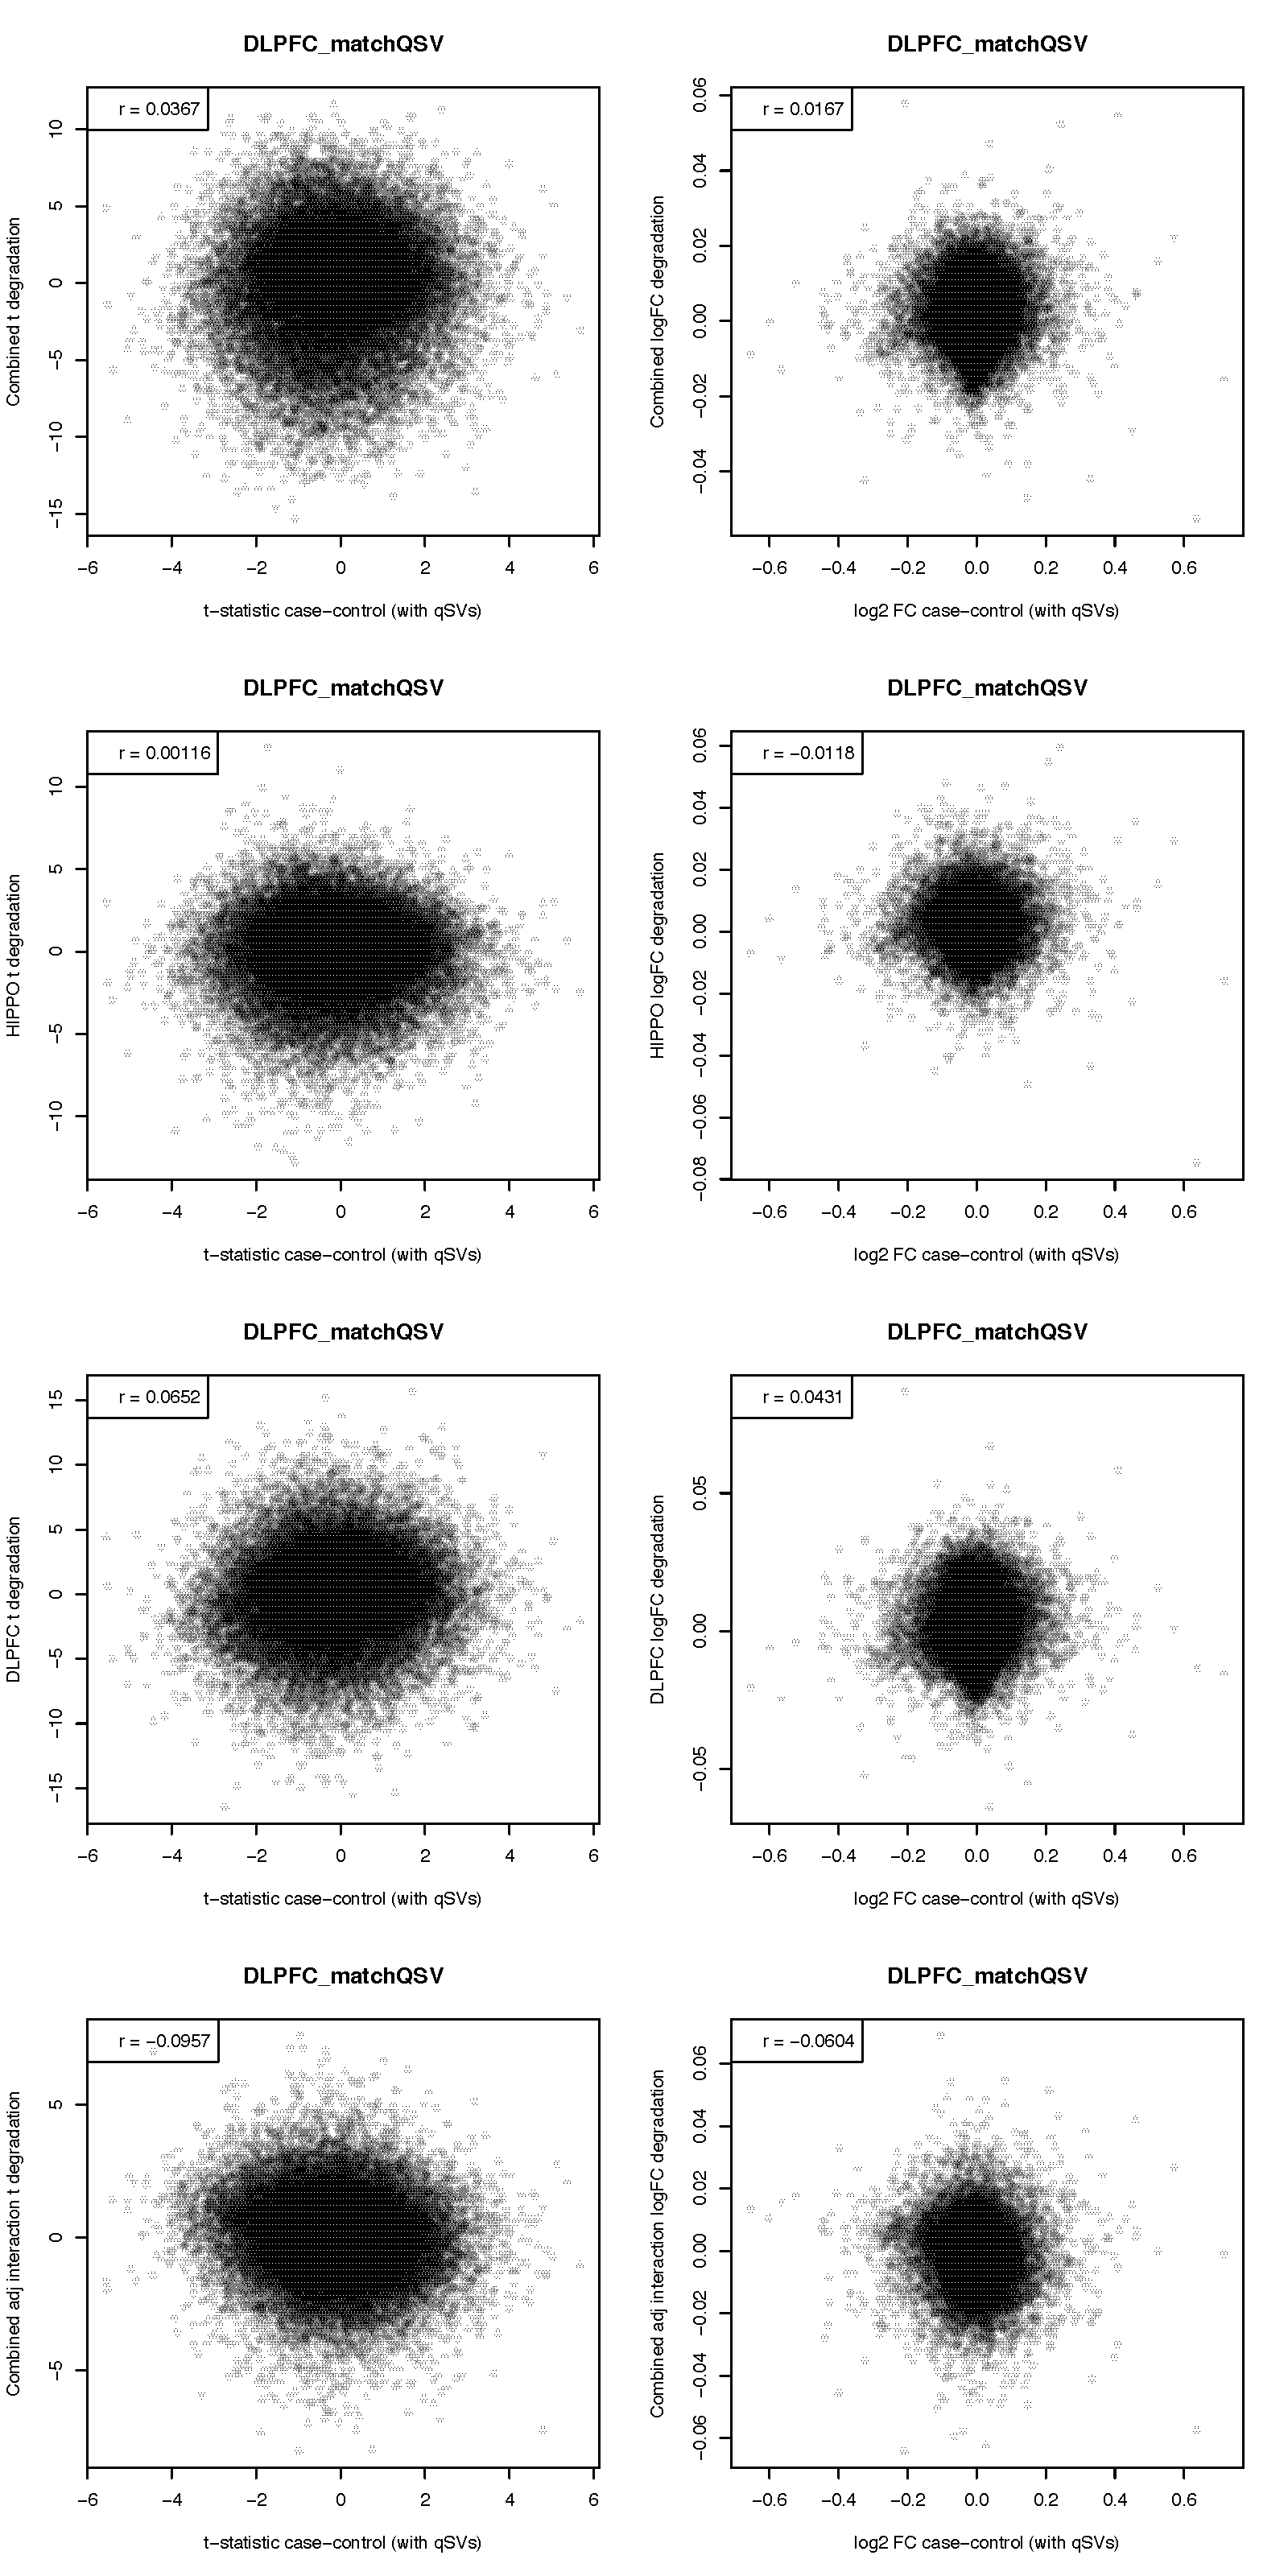 DLPFC_matchQSV
r = 0.0367
10
5
0
−5
−10
−15
Combined t degradation
−6 −4 −2 0 2 4 6
t−statistic case−control (with qSVs)
DLPFC_matchQSV
r = 0.0167
0.06
0.04
0.02
0.00
−0.02
−0.04
Combined logFC degradation
−0.6 −0.4 −0.2 0.0 0.2 0.4 0.6
log2 FC case−control (with qSVs)
DLPFC_matchQSV
r = 0.00116
10
5
0
−5
−10
HIPPO t degradation
−6 −4 −2 0 2 4 6
t−statistic case−control (with qSVs)
DLPFC_matchQSV
r = −0.0118
0.06
0.04
0.02
0.00
−0.02
−0.04
−0.06
−0.08
HIPPO logFC degradation
−0.6 −0.4 −0.2 0.0 0.2 0.4 0.6
log2 FC case−control (with qSVs)
DLPFC_matchQSV
r = 0.0652
15
10
5
0
−5
−10
−15
DLPFC t degradation
−6 −4 −2 0 2 4 6
t−statistic case−control (with qSVs)
DLPFC_matchQSV
r = 0.0431
0.05
0.00
−0.05
DLPFC logFC degradation
−0.6 −0.4 −0.2 0.0 0.2 0.4 0.6
log2 FC case−control (with qSVs)
DLPFC_matchQSV
r = −0.0957
5
0
−5
Combined adj interaction t degradation
−6 −4 −2 0 2 4 6
t−statistic case−control (with qSVs)
DLPFC_matchQSV
r = −0.0604
0.06
0.04
0.02
0.00
−0.02
−0.04
−0.06
Combined adj interaction logFC degradation
−0.6 −0.4 −0.2 0.0 0.2 0.4 0.6
log2 FC case−control (with qSVs)